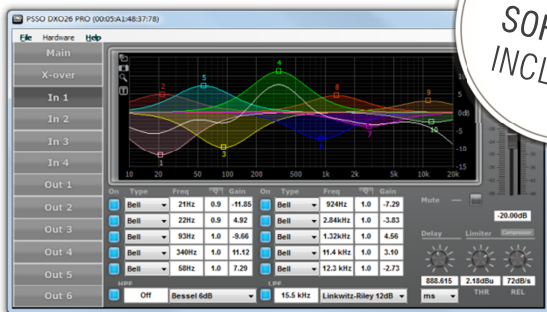 PSSO DXO26 PRO (00:05:A1:48:37:78)
File Hardware Help
Main
X-over
In 1
In 2
In 3
In 4
Out 1
Out 2
Out 3
Out 4
Out 5
Out 6
1 2 3 4 5 6 7 8 9 10
5
0dB
-5
-10
-15
10 20 50 100 200 500 1k 2k 5k 10k 20k
On Type Freq Q Gain On Type Freq Q Gain
Bell 21Hz 0.9 -11.85 Bell 924Hz 1.0 -7.29
Bell 22Hz 0.9 4.92 Bell 2.84kHz 1.0 -3.83
Bell 93Hz 1.0 -9.66 Bell 1.32kHz 1.0 4.56
Bell 340Hz 1.0 11.12 Bell 11.4 kHz 1.0 3.10
Bell 58Hz 1.0 7.29 Bell 12.3 kHz 1.0 -2.73
HPF LPF
Off Bessel 6dB 15.5 kHz Linkwitz-Riley 12dB
Mute
-20.00dB
Delay Limiter Compressor
888.615 2.18dBu 72dB/s
ms THR REL